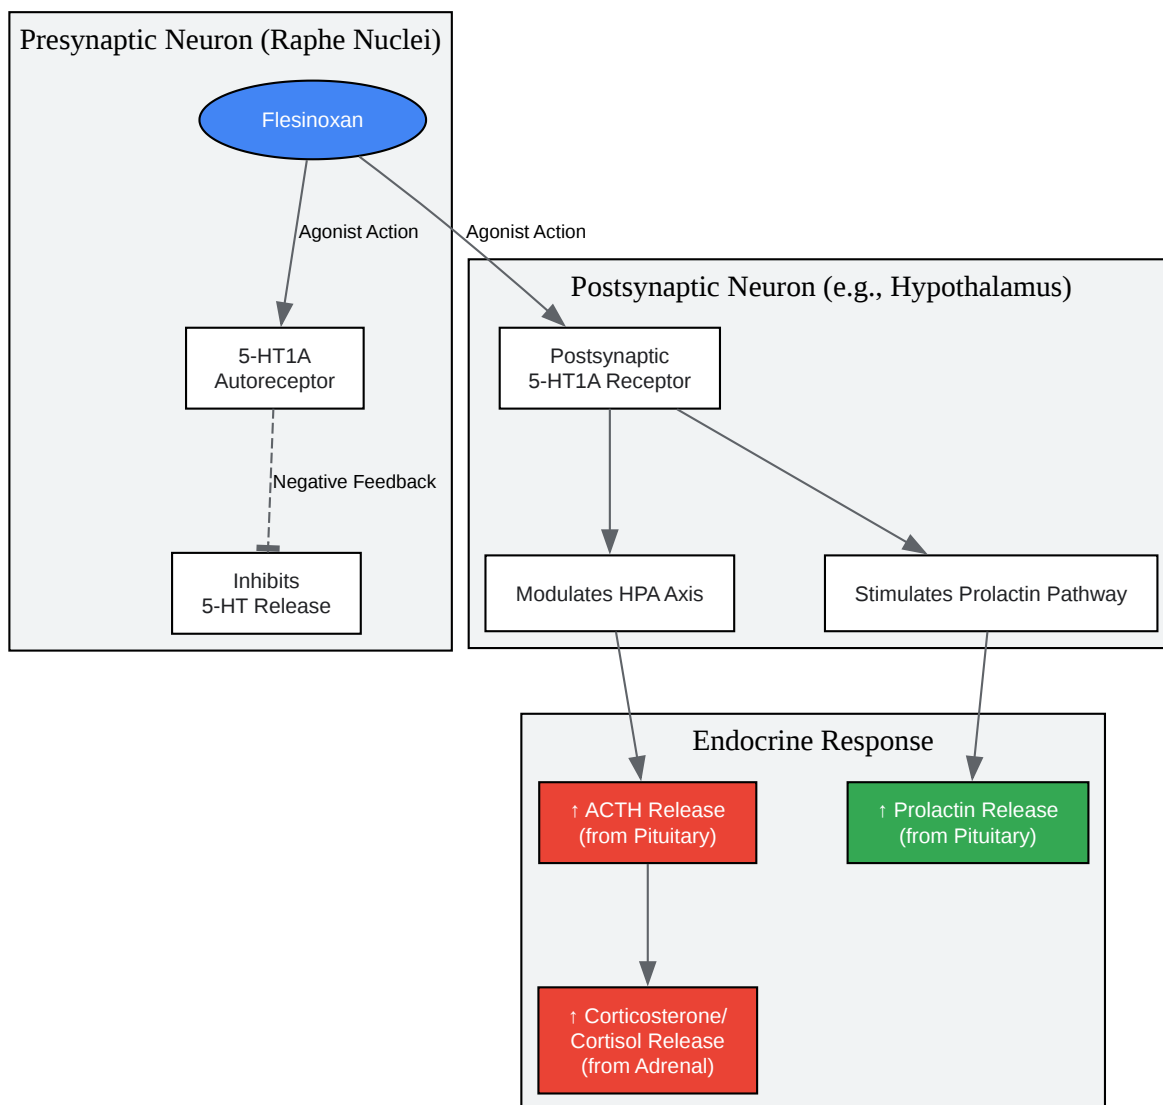 Presynaptic Neuron (Raphe Nuclei)
Flesinoxan
Agonist Action
Agonist Action
Postsynaptic Neuron (e.g., Hypothalamus)
5-HT1A
Autoreceptor
Postsynaptic
5-HT1A Receptor
Negative Feedback
Inhibits
5-HT Release
Modulates HPA Axis
Stimulates Prolactin Pathway
Endocrine Response
↑ ACTH Release
(from Pituitary)
↑ Prolactin Release
(from Pituitary)
↑ Corticosterone/
Cortisol Release
(from Adrenal)